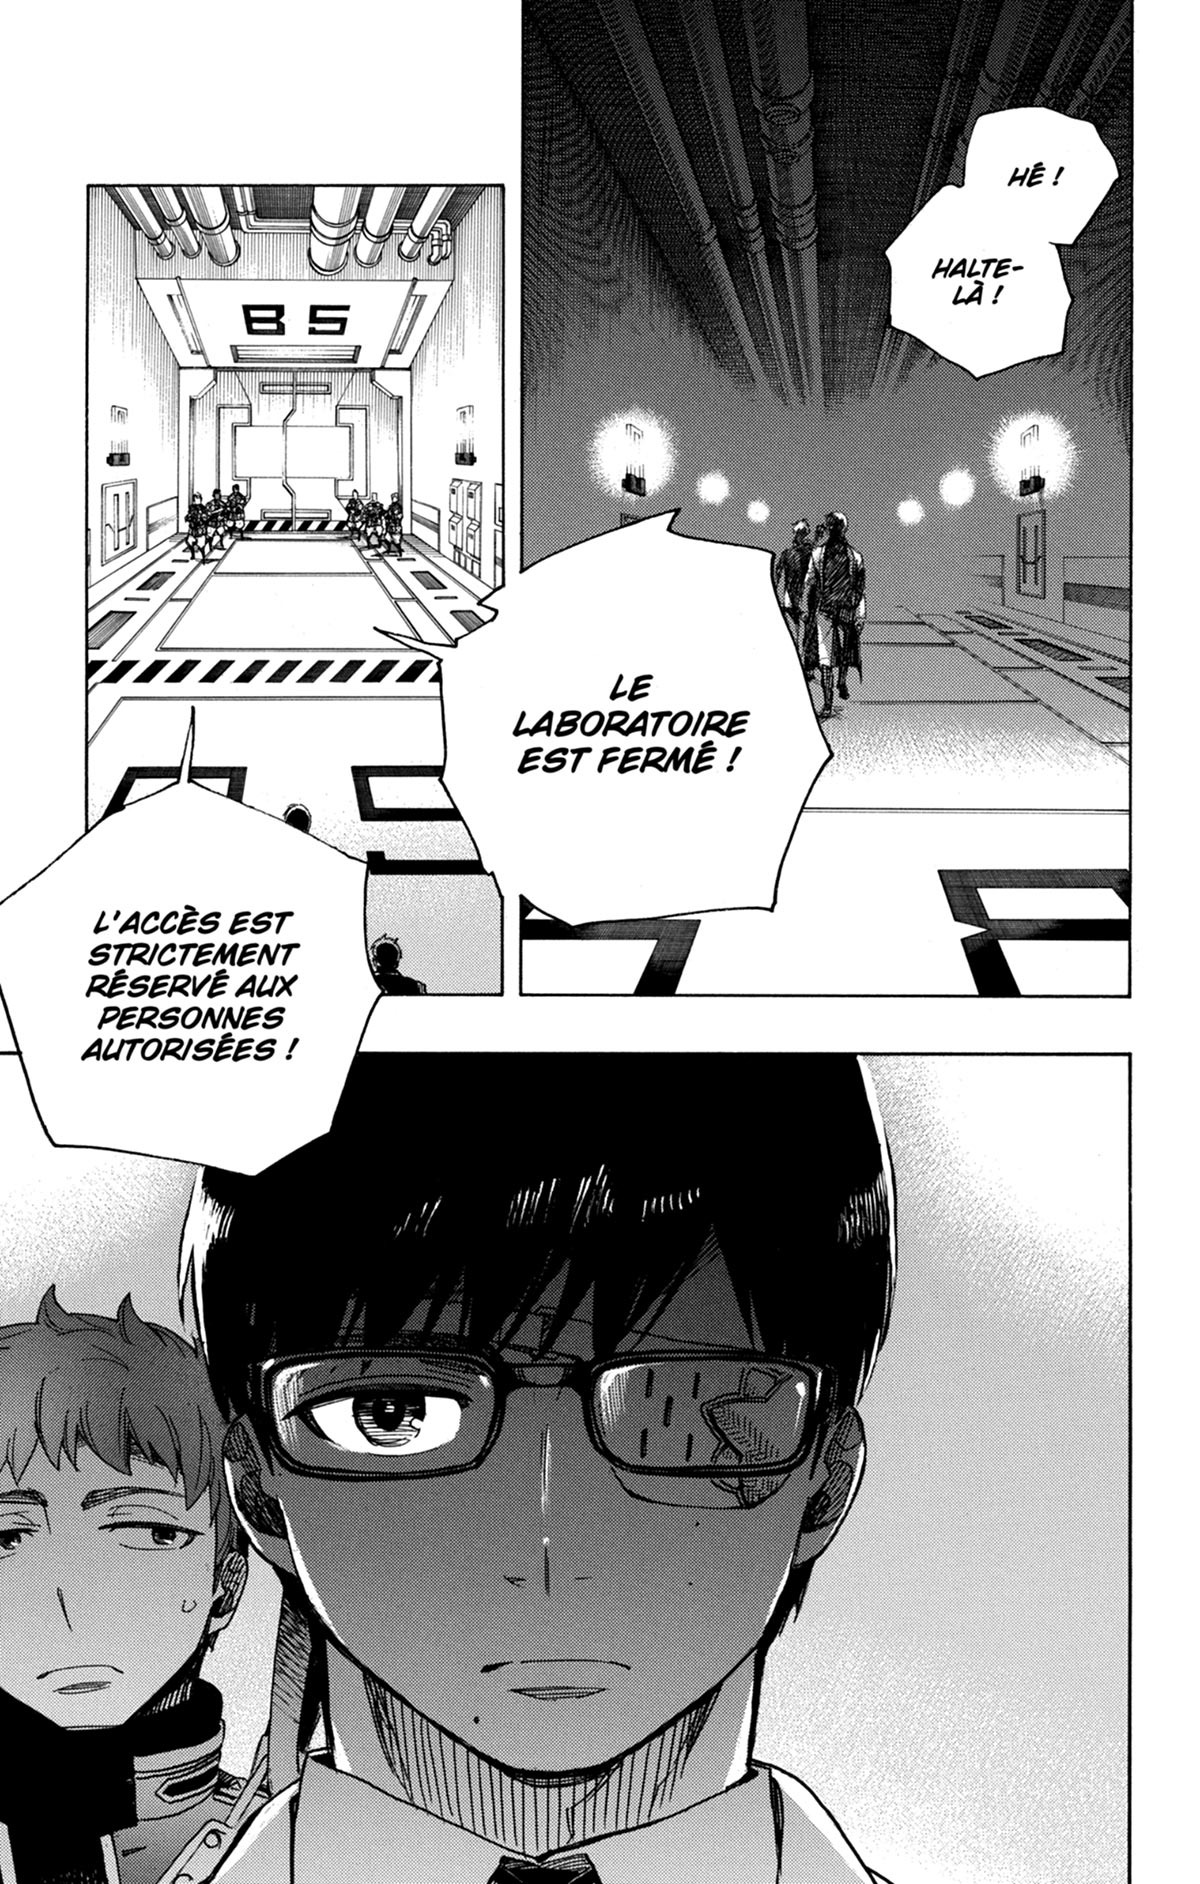 HÉ !
HALTE-
LÀ !
LE
LABORATOIRE
EST FERMÉ !
B5
L'ACCÈS EST
STRICTEMENT
RÉSERVÉ AUX
PERSONNES
AUTORISÉES !